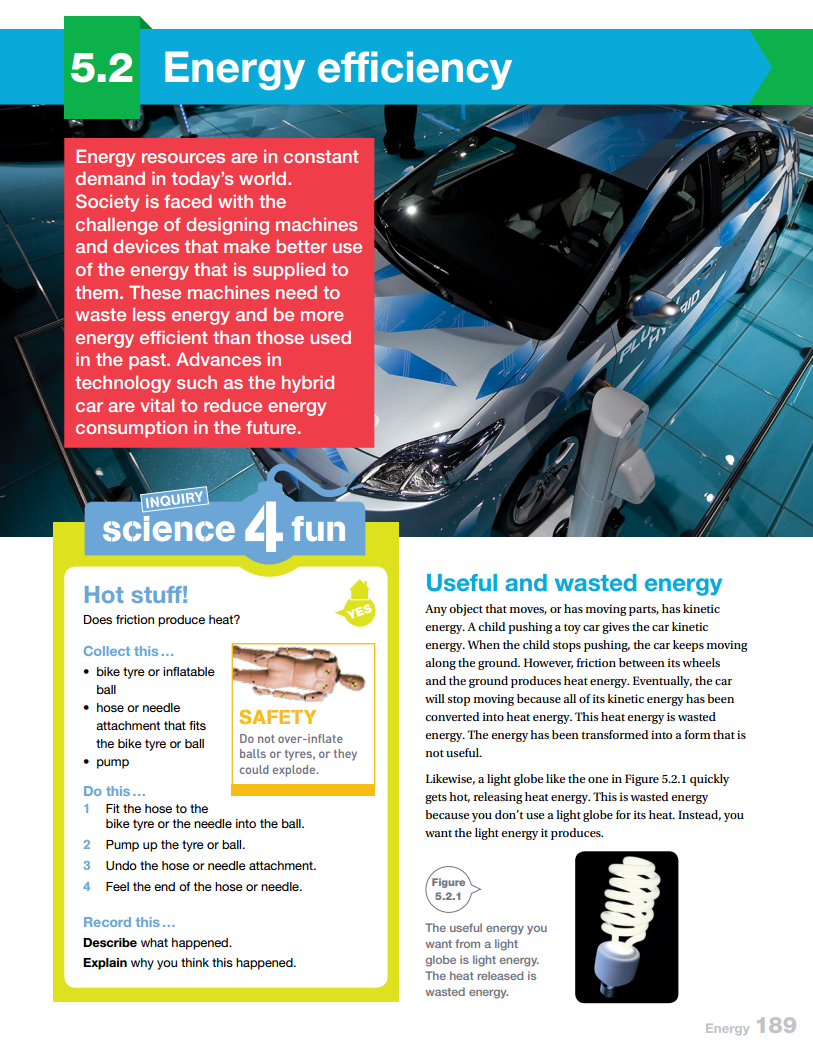 5.2 Energy efficiency
Energy resources are in constant
demand in today's world.
Society is faced with the
challenge of designing machines
and devices that make better use
of the energy that is supplied to
them. These machines need to
waste less energy and be more
energy efficient than those used
in the past. Advances in
technology such as the hybrid
car are vital to reduce energy
consumption in the future.
PLUG
HYBRID
INQUIRY
science 4 fun
Hot stuff!
Does friction produce heat?
YES
Collect this...
• bike tyre or inflatable
ball
• hose or needle
attachment that fits
the bike tyre or ball
• pump
SAFETY
Do not over-inflate
balls or tyres, or they
could explode.
Do this...
1 Fit the hose to the
bike tyre or the needle into the ball.
2 Pump up the tyre or ball.
3 Undo the hose or needle attachment.
4 Feel the end of the hose or needle.
Record this...
Describe what happened.
Explain why you think this happened.
Useful and wasted energy
Any object that moves, or has moving parts, has kinetic
energy. A child pushing a toy car gives the car kinetic
energy. When the child stops pushing, the car keeps moving
along the ground. However, friction between its wheels
and the ground produces heat energy. Eventually, the car
will stop moving because all of its kinetic energy has been
converted into heat energy. This heat energy is wasted
energy. The energy has been transformed into a form that is
not useful.
Likewise, a light globe like the one in Figure 5.2.1 quickly
gets hot, releasing heat energy. This is wasted energy
because you don't use a light globe for its heat. Instead, you
want the light energy it produces.
Figure
5.2.1
The useful energy you
want from a light
globe is light energy.
The heat released is
wasted energy.
Energy 189